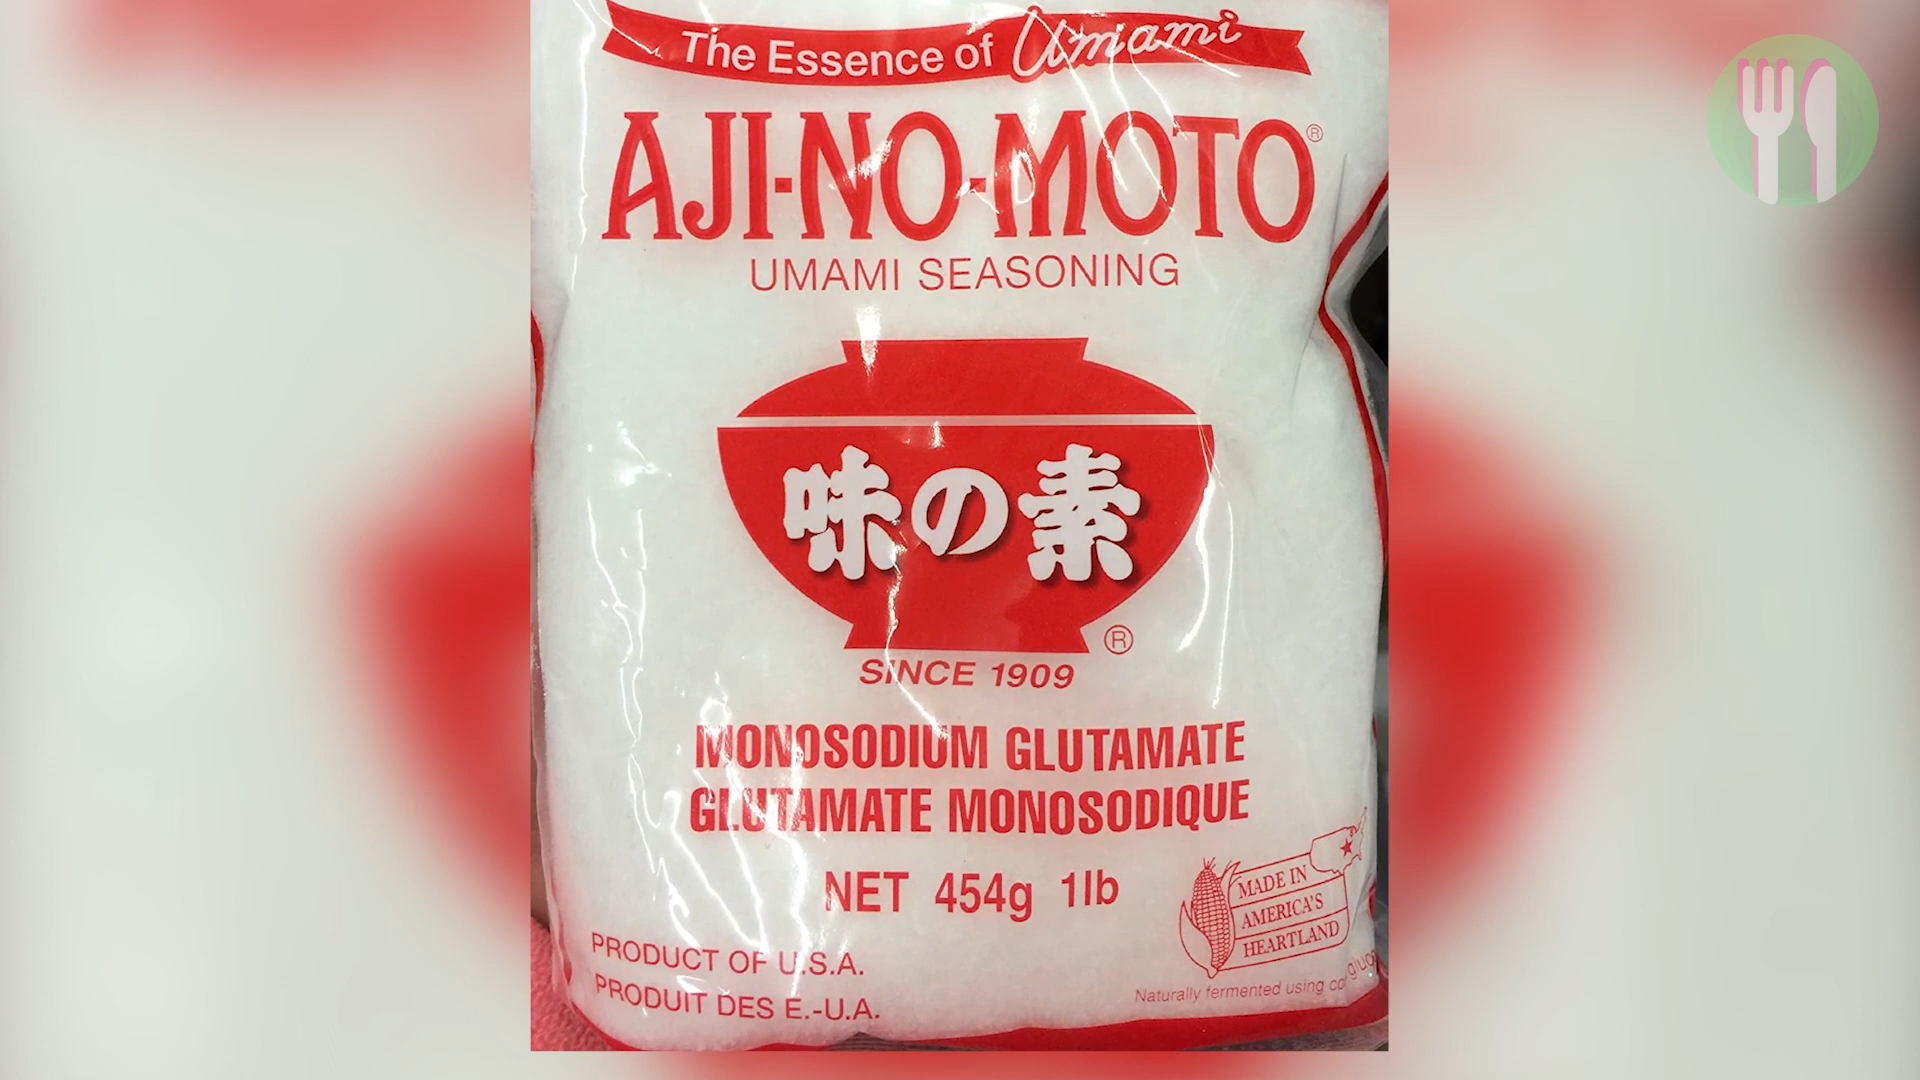 The Essence of Umami
AJI-NO-MOTO®
UMAMI SEASONING
味の素
®
SINCE 1909
MONOSODIUM GLUTAMATE
GLUTAMATE MONOSODIQUE
NET 454g 1lb
MADE IN
AMERICA'S
HEARTLAND
PRODUCT OF U.S.A.
PRODUIT DES E.-U.A.
Naturally fermented using